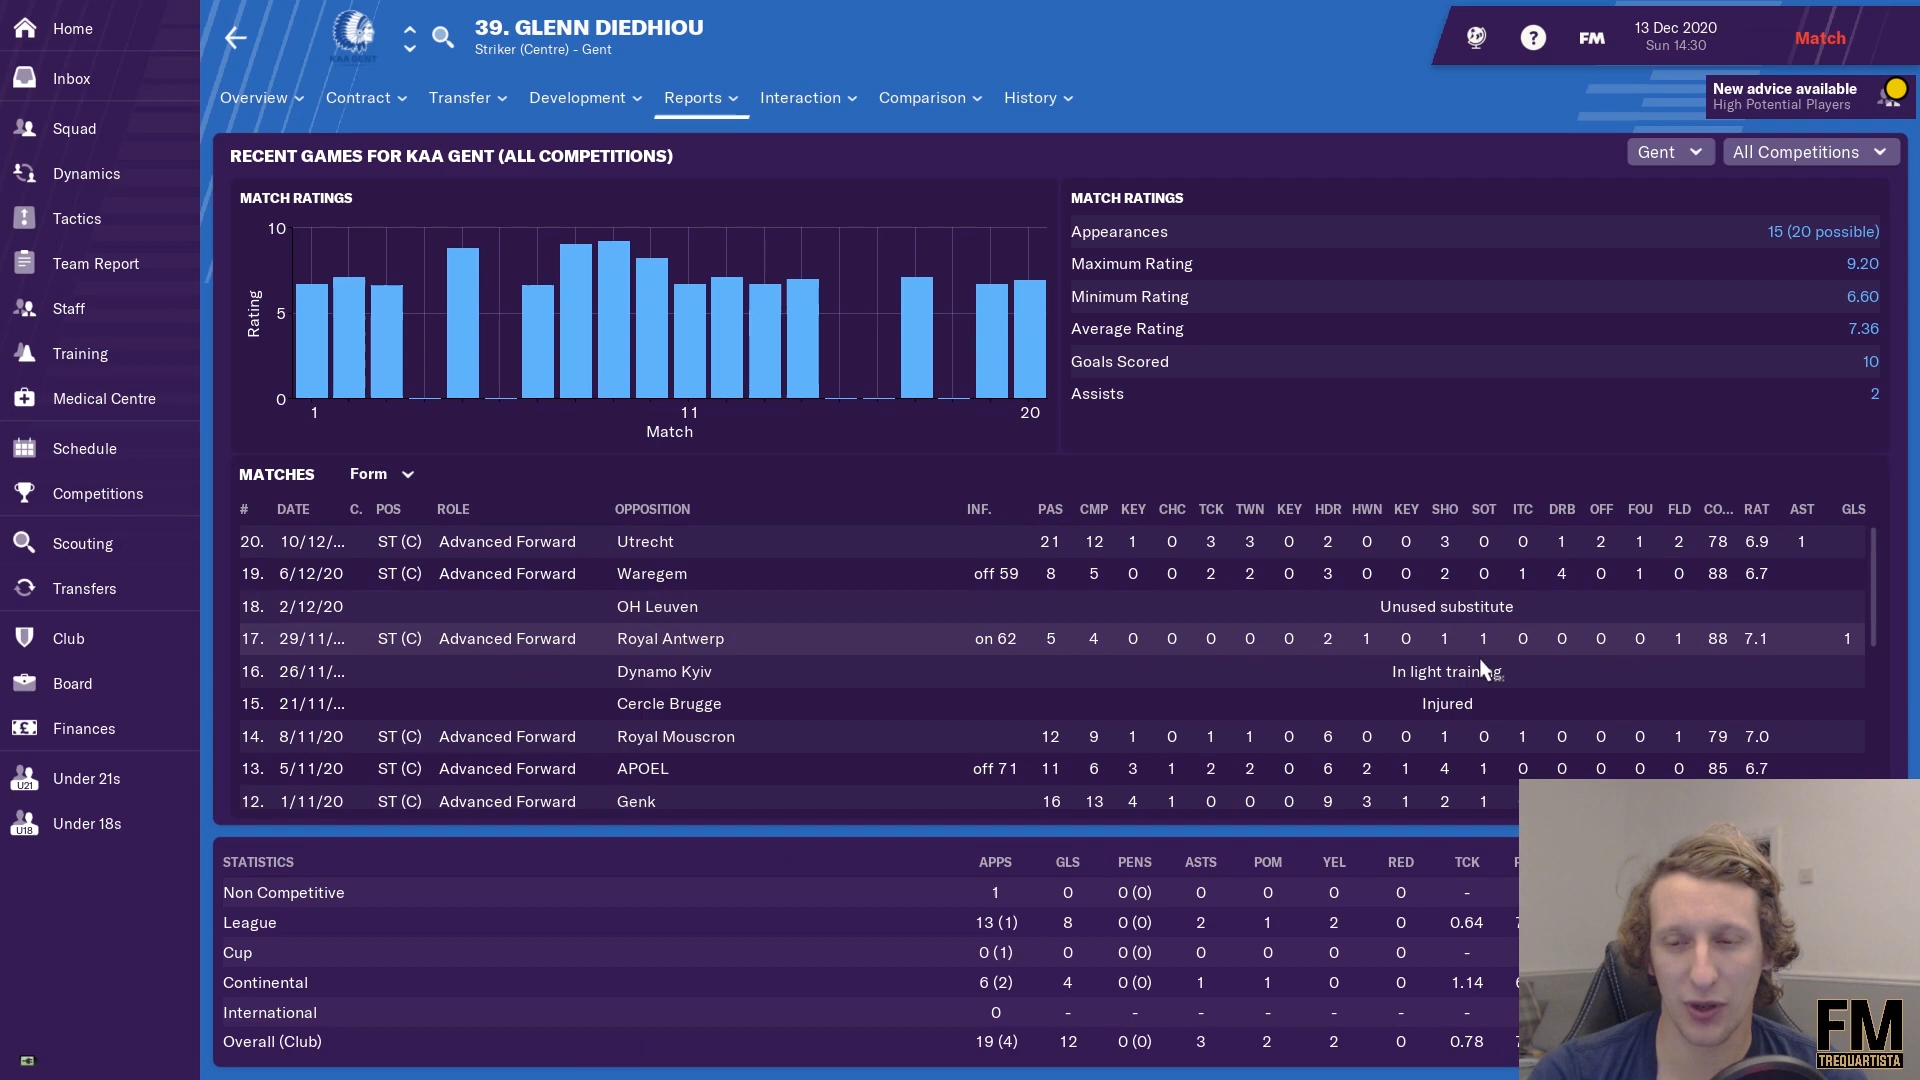 Home
Inbox
Squad
Dynamics
Tactics
Team Report
Staff
Training
Medical Centre
Schedule
Competitions
Scouting
Transfers
Club
Board
Finances
U21 Under 21s
U18 Under 18s
KAA GENT
39. GLENN DIEDHIOU
Striker (Centre) - Gent
? FM 13 Dec 2020 Match
Sun 14:30
Overview Contract Transfer Development Reports Interaction Comparison History
New advice available
High Potential Players
RECENT GAMES FOR KAA GENT (ALL COMPETITIONS)
Gent All Competitions
MATCH RATINGS
10
5
0
Rating
1 11 20
Match
MATCH RATINGS
Appearances 15 (20 possible)
Maximum Rating 9.20
Minimum Rating 6.60
Average Rating 7.36
Goals Scored 10
Assists 2
MATCHES Form
# DATE C. POS ROLE OPPOSITION INF. PAS CMP KEY CHC TCK TWN KEY HDR HWN KEY SHO SOT ITC DRB OFF FOU FLD CO... RAT AST GLS
20. 10/12/... ST (C) Advanced Forward Utrecht 21 12 1 0 3 3 0 2 0 0 3 0 0 1 2 1 2 78 6.9 1
19. 6/12/20 ST (C) Advanced Forward Waregem off 59 8 5 0 0 2 2 0 3 0 0 2 0 1 4 0 1 0 88 6.7
18. 2/12/20 OH Leuven Unused substitute
17. 29/11/... ST (C) Advanced Forward Royal Antwerp on 62 5 4 0 0 0 0 0 2 1 0 1 1 0 0 0 0 1 88 7.1 1
16. 26/11/... Dynamo Kyiv In light training
15. 21/11/... Cercle Brugge Injured
14. 8/11/20 ST (C) Advanced Forward Royal Mouscron 12 9 1 0 1 1 0 6 0 0 1 0 1 0 0 0 1 79 7.0
13. 5/11/20 ST (C) Advanced Forward APOEL off 71 11 6 3 1 2 2 0 6 2 1 4 1 0 0 0 0 0 85 6.7
12. 1/11/20 ST (C) Advanced Forward Genk 16 13 4 1 0 0 0 9 3 1 2 1
STATISTICS APPS GLS PENS ASTS POM YEL RED TCK
Non Competitive 1 0 0 (0) 0 0 0 0 -
League 13 (1) 8 0 (0) 2 1 2 0 0.64
Cup 0 (1) 0 0 (0) 0 0 0 0 -
Continental 6 (2) 4 0 (0) 1 1 0 0 1.14
International 0 - - - - - - -
Overall (Club) 19 (4) 12 0 (0) 3 2 2 0 0.78
FM
TREQUARTISTA